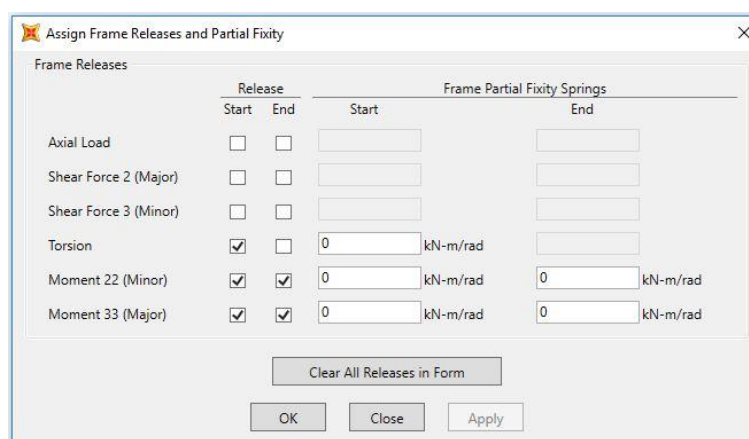 Assign Frame Releases and Partial Fixity
Frame Releases
Release Frame Partial Fixity Springs
Start End Start End
Axial Load
Shear Force 2 (Major)
Shear Force 3 (Minor)
Torsion 0 kN-m/rad
Moment 22 (Minor) 0 kN-m/rad 0 kN-m/rad
Moment 33 (Major) 0 kN-m/rad 0 kN-m/rad
Clear All Releases in Form
OK Close Apply